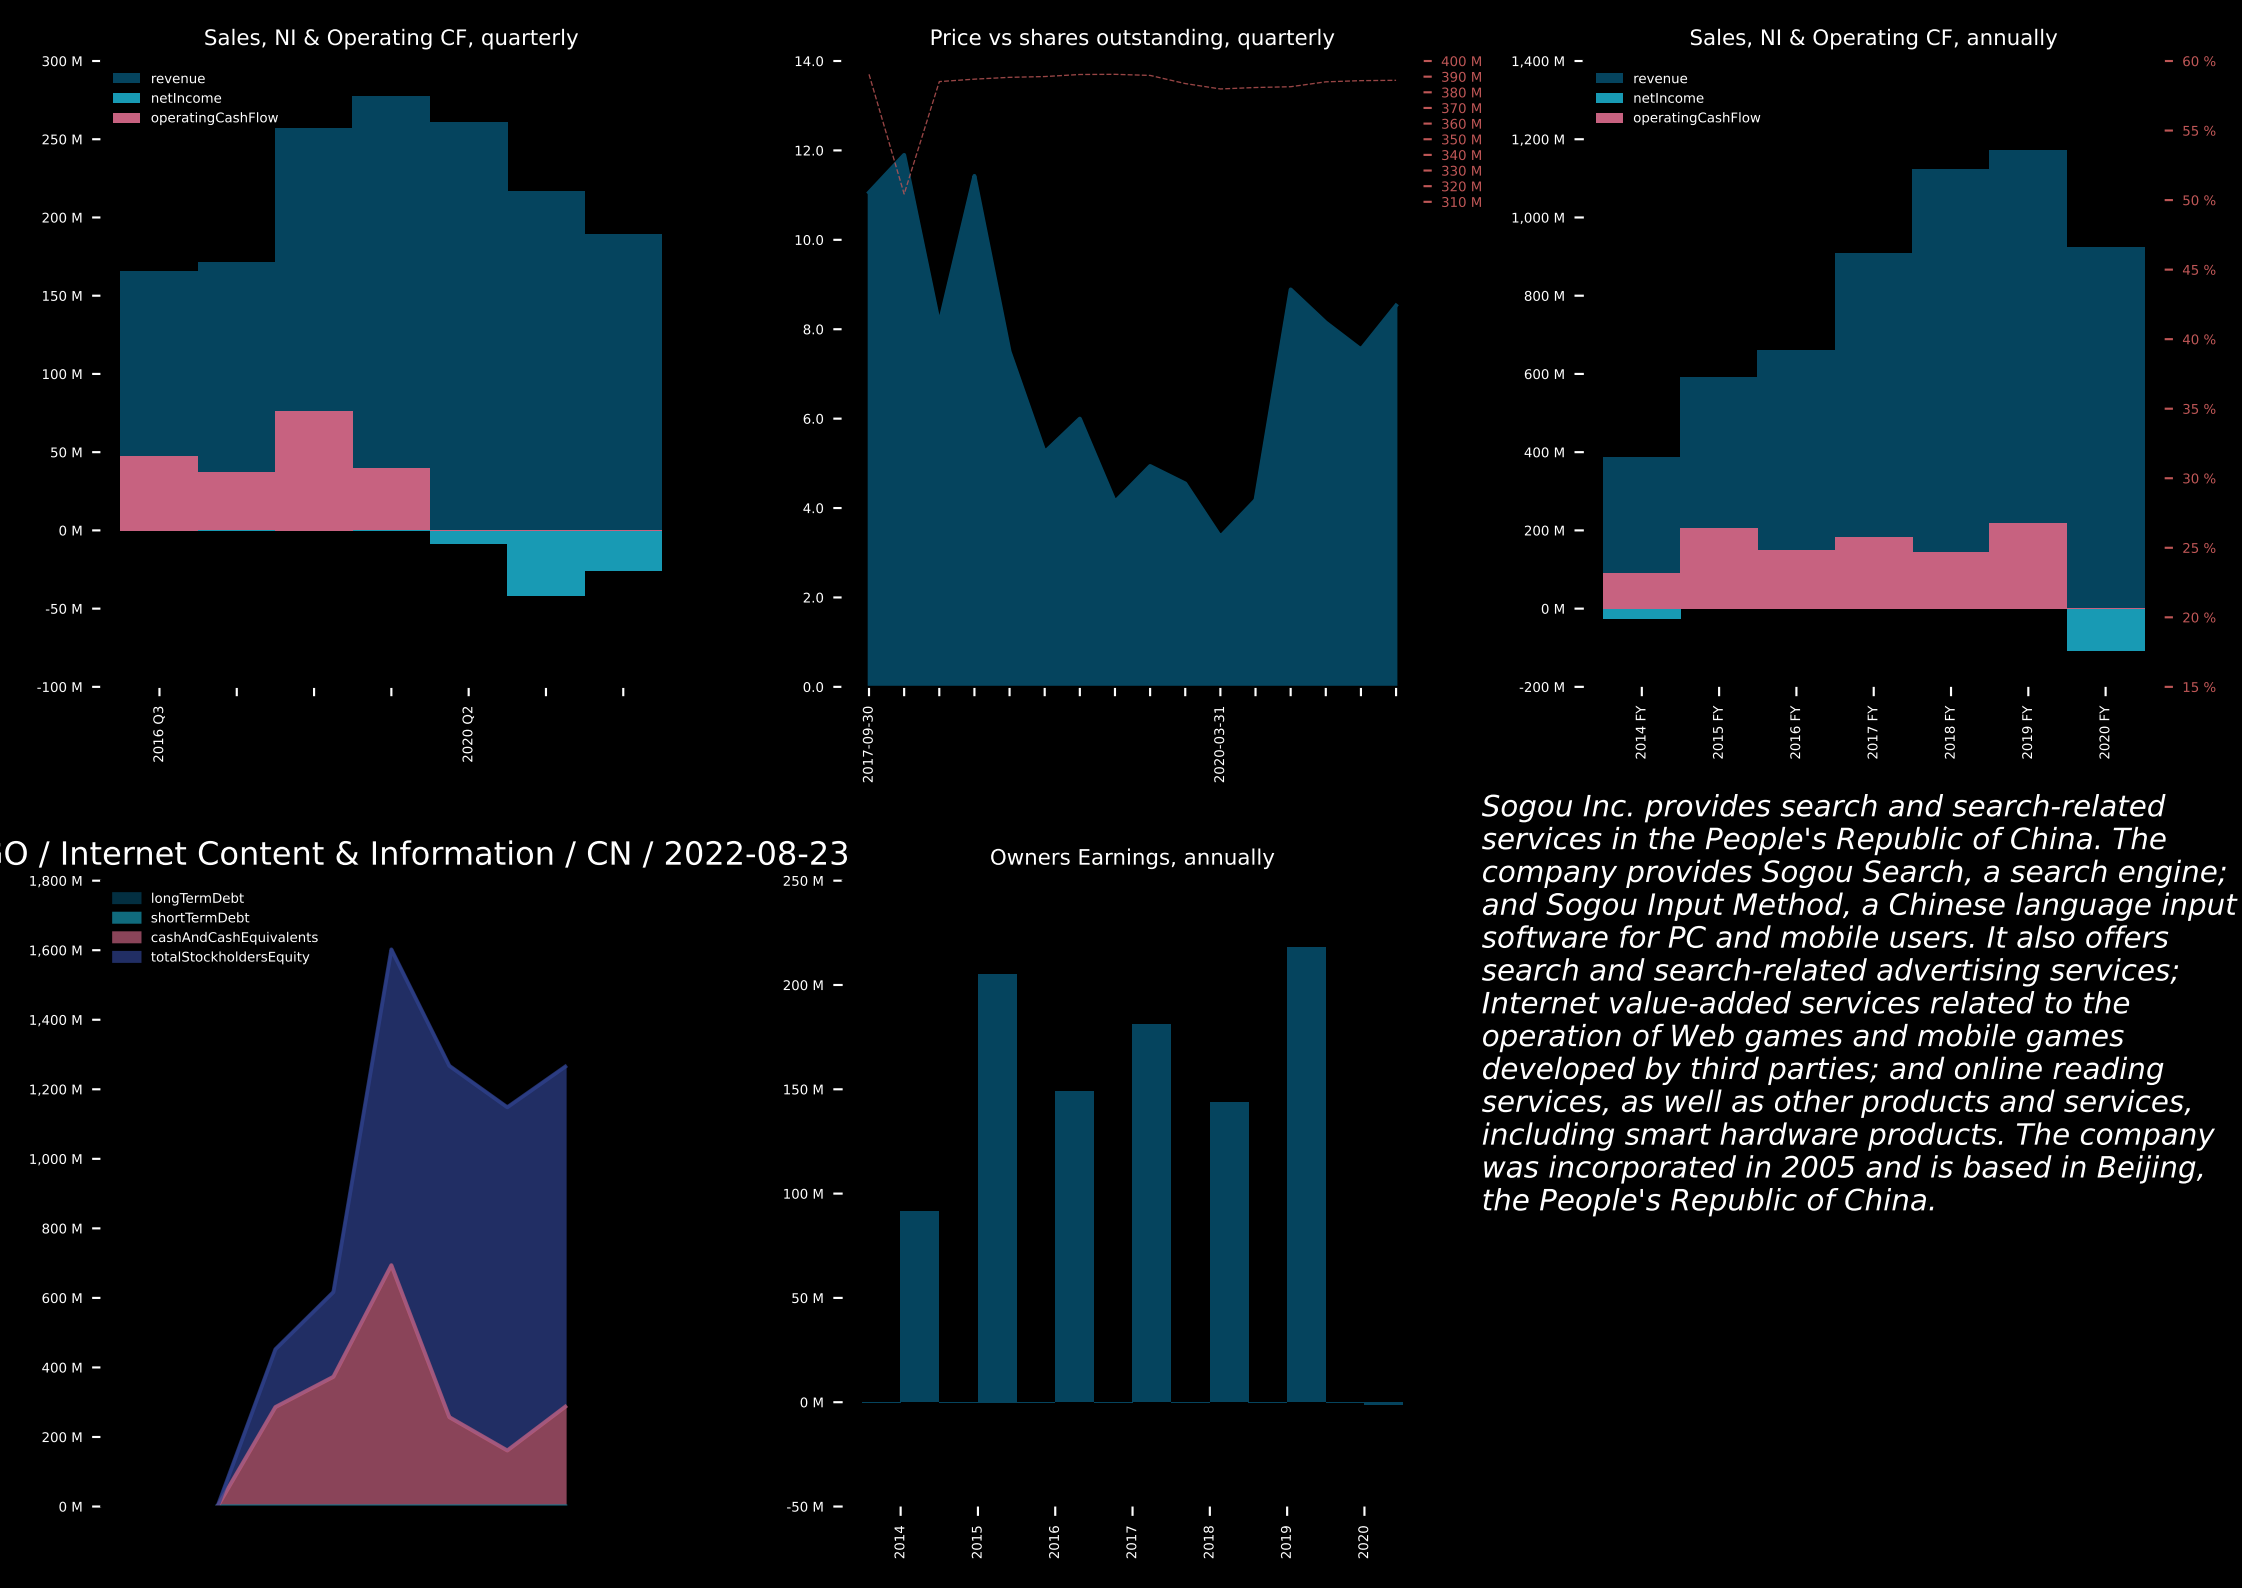 Sales, NI & Operating CF, quarterly
300 M
250 M
200 M
150 M
100 M
50 M
0 M
-50 M
-100 M
revenue
netIncome
operatingCashFlow
2016 Q3
2020 Q2
Price vs shares outstanding, quarterly
14.0
12.0
10.0
8.0
6.0
4.0
2.0
0.0
400 M
390 M
380 M
370 M
360 M
350 M
340 M
330 M
320 M
310 M
2017-09-30
2020-03-31
Sales, NI & Operating CF, annually
1,400 M
1,200 M
1,000 M
800 M
600 M
400 M
200 M
0 M
-200 M
revenue
netIncome
operatingCashFlow
60 %
55 %
50 %
45 %
40 %
35 %
30 %
25 %
20 %
15 %
2014 FY
2015 FY
2016 FY
2017 FY
2018 FY
2019 FY
2020 FY
GO / Internet Content & Information / CN / 2022-08-23
1,800 M
1,600 M
1,400 M
1,200 M
1,000 M
800 M
600 M
400 M
200 M
0 M
longTermDebt
shortTermDebt
cashAndCashEquivalents
totalStockholdersEquity
Owners Earnings, annually
250 M
200 M
150 M
100 M
50 M
0 M
-50 M
2014
2015
2016
2017
2018
2019
2020
Sogou Inc. provides search and search-related
services in the People's Republic of China. The
company provides Sogou Search, a search engine;
and Sogou Input Method, a Chinese language input
software for PC and mobile users. It also offers
search and search-related advertising services;
Internet value-added services related to the
operation of Web games and mobile games
developed by third parties; and online reading
services, as well as other products and services,
including smart hardware products. The company
was incorporated in 2005 and is based in Beijing,
the People's Republic of China.